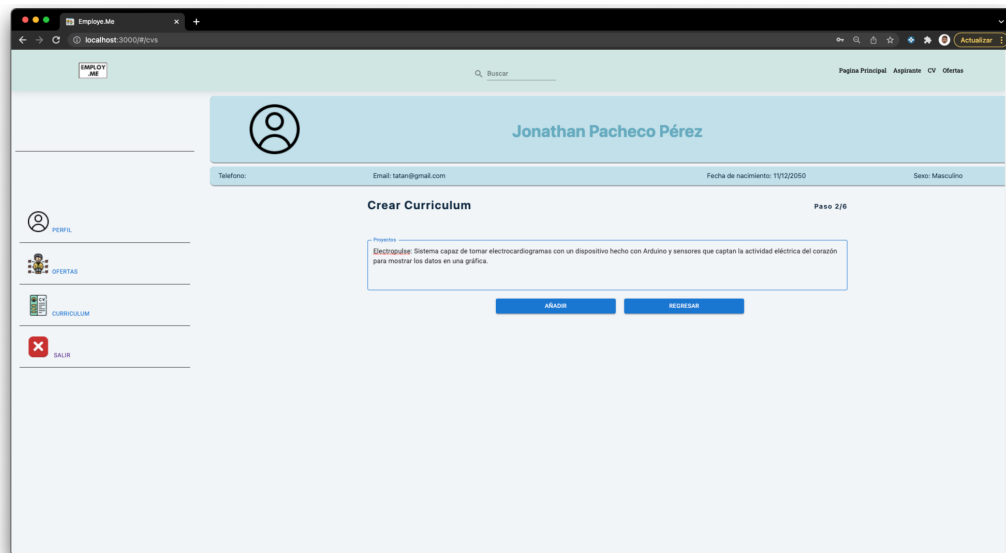 Employe.Me
localhost:3000/#/cvs
Actualizar
EMPLOY
.ME
Buscar
Pagina Principal Aspirante CV Ofertas
Jonathan Pacheco Pérez
Telefono: Email: tatan@gmail.com Fecha de nacimiento: 11/12/2050 Sexo: Masculino
Crear Curriculum Paso 2/6
PERFIL
Proyectos
Electropulse: Sistema capaz de tomar electrocardiogramas con un dispositivo hecho con Arduino y sensores que captan la actividad eléctrica del corazón
para mostrar los datos en una gráfica.
OFERTAS
AÑADIR REGRESAR
CV
CURRICULUM
SALIR